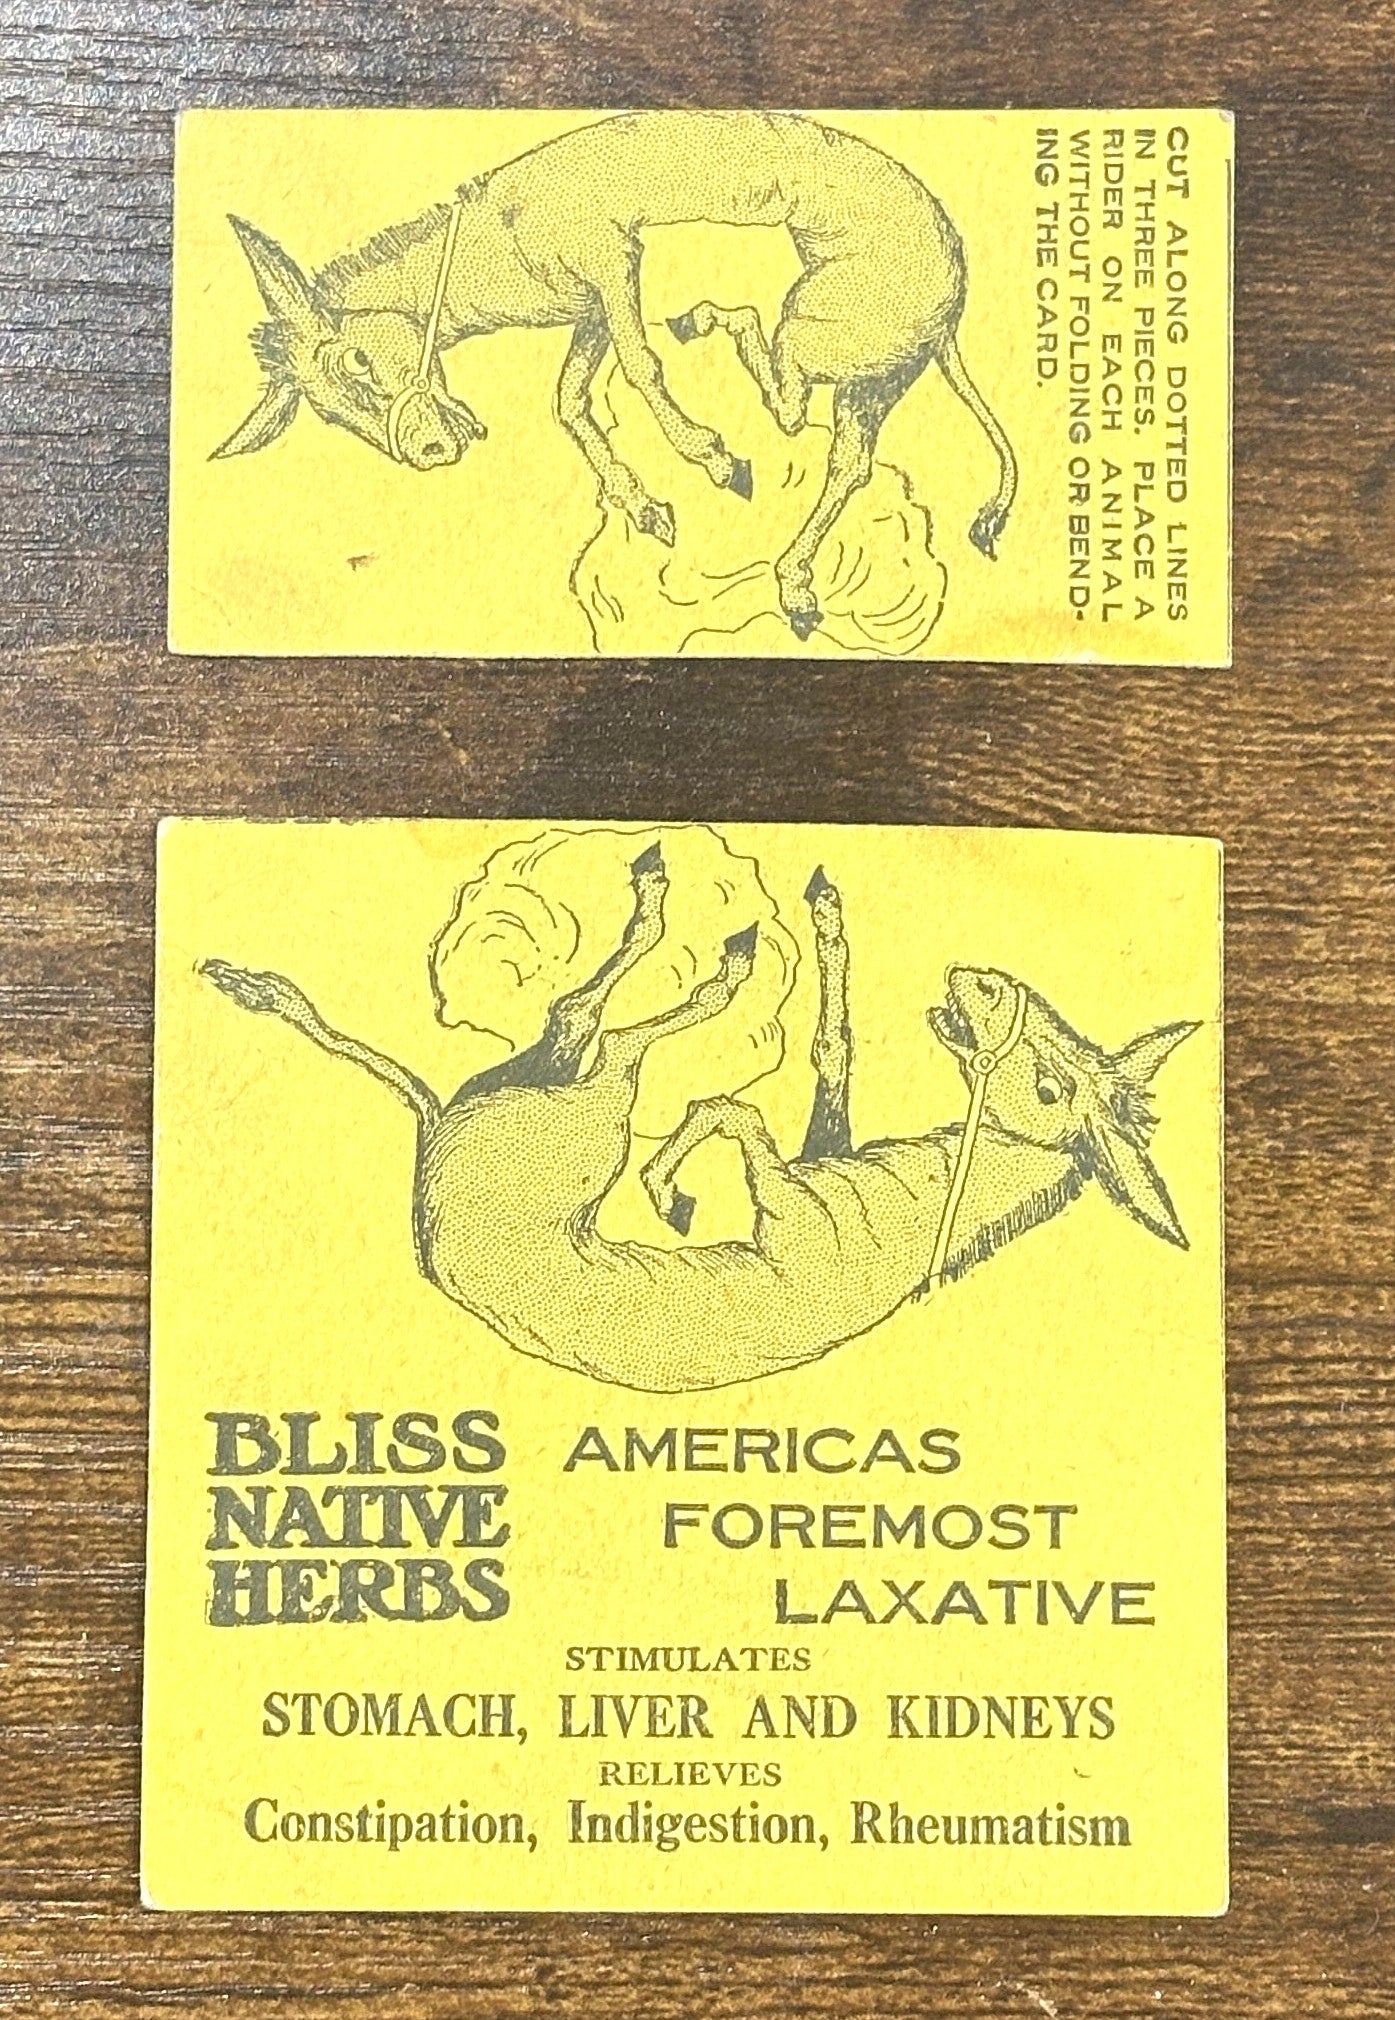 CUT ALONG DOTTED LINES
IN THREE PIECES. PLACE A
RIDER ON EACH ANIMAL
WITHOUT FOLDING OR BEND-
ING THE CARD.
BLISS
NATIVE
HERBS
AMERICAS
FOREMOST
LAXATIVE
STIMULATES
STOMACH, LIVER AND KIDNEYS
RELIEVES
Constipation, Indigestion, Rheumatism